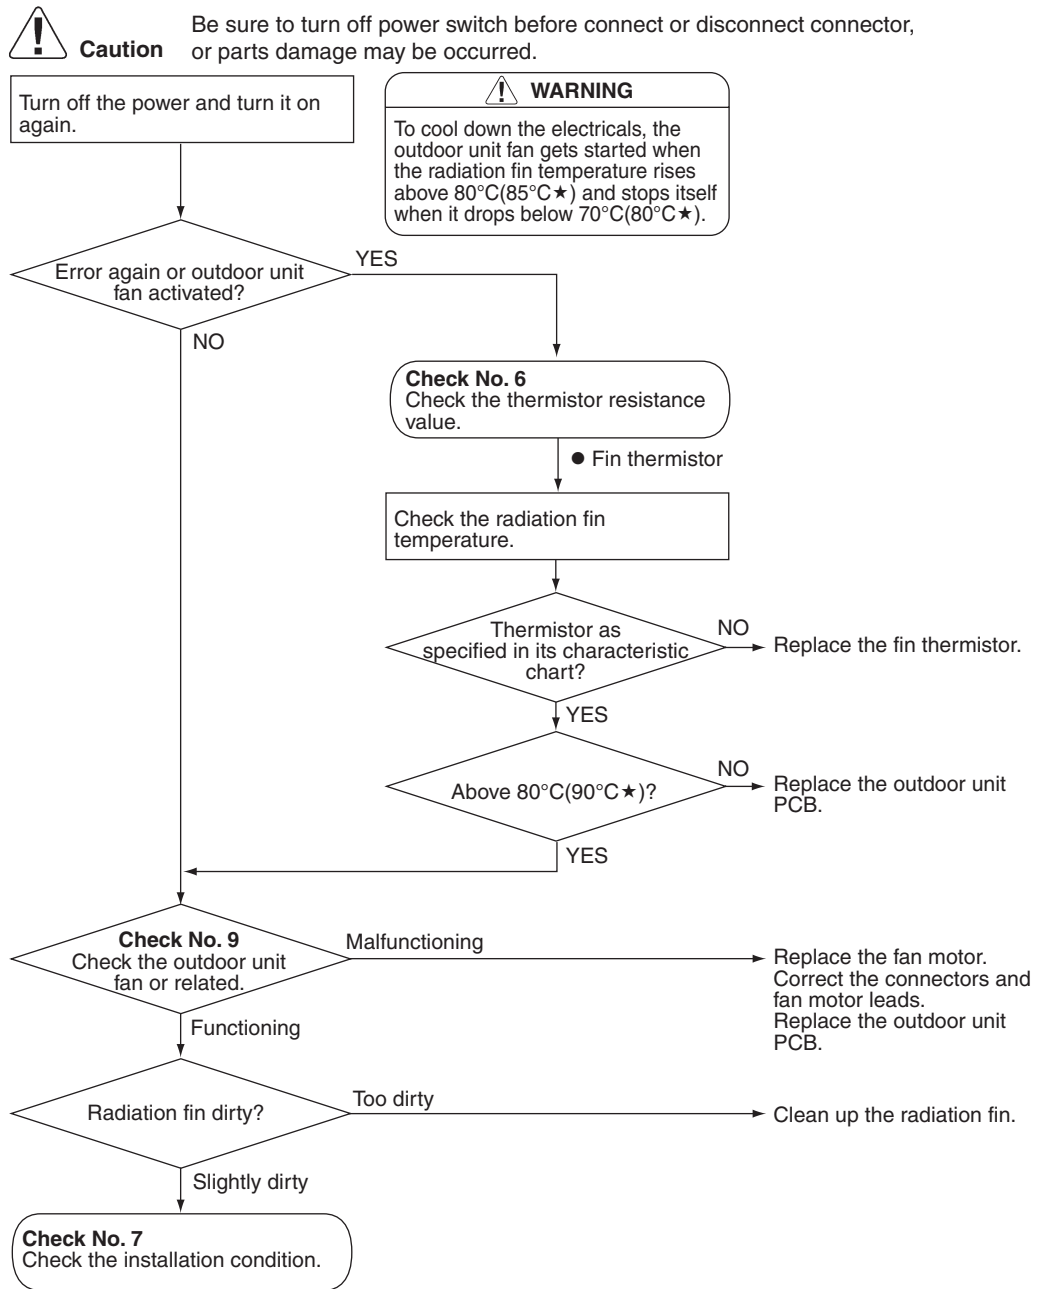 Be sure to turn off power switch before connect or disconnect connector,
Caution or parts damage may be occurred.
Turn off the power and turn it on
again.
WARNING
To cool down the electricals, the
outdoor unit fan gets started when
the radiation fin temperature rises
above 80°C(85°C★) and stops itself
when it drops below 70°C(80°C★).
Error again or outdoor unit
fan activated?
YES
NO
Check No. 6
Check the thermistor resistance
value.
● Fin thermistor
Check the radiation fin
temperature.
Thermistor as
specified in its characteristic
chart?
NO
Replace the fin thermistor.
YES
Above 80°C(90°C★)?
NO
Replace the outdoor unit
PCB.
YES
Check No. 9
Check the outdoor unit
fan or related.
Malfunctioning
Replace the fan motor.
Correct the connectors and
fan motor leads.
Replace the outdoor unit
PCB.
Functioning
Radiation fin dirty?
Too dirty
Clean up the radiation fin.
Slightly dirty
Check No. 7
Check the installation condition.